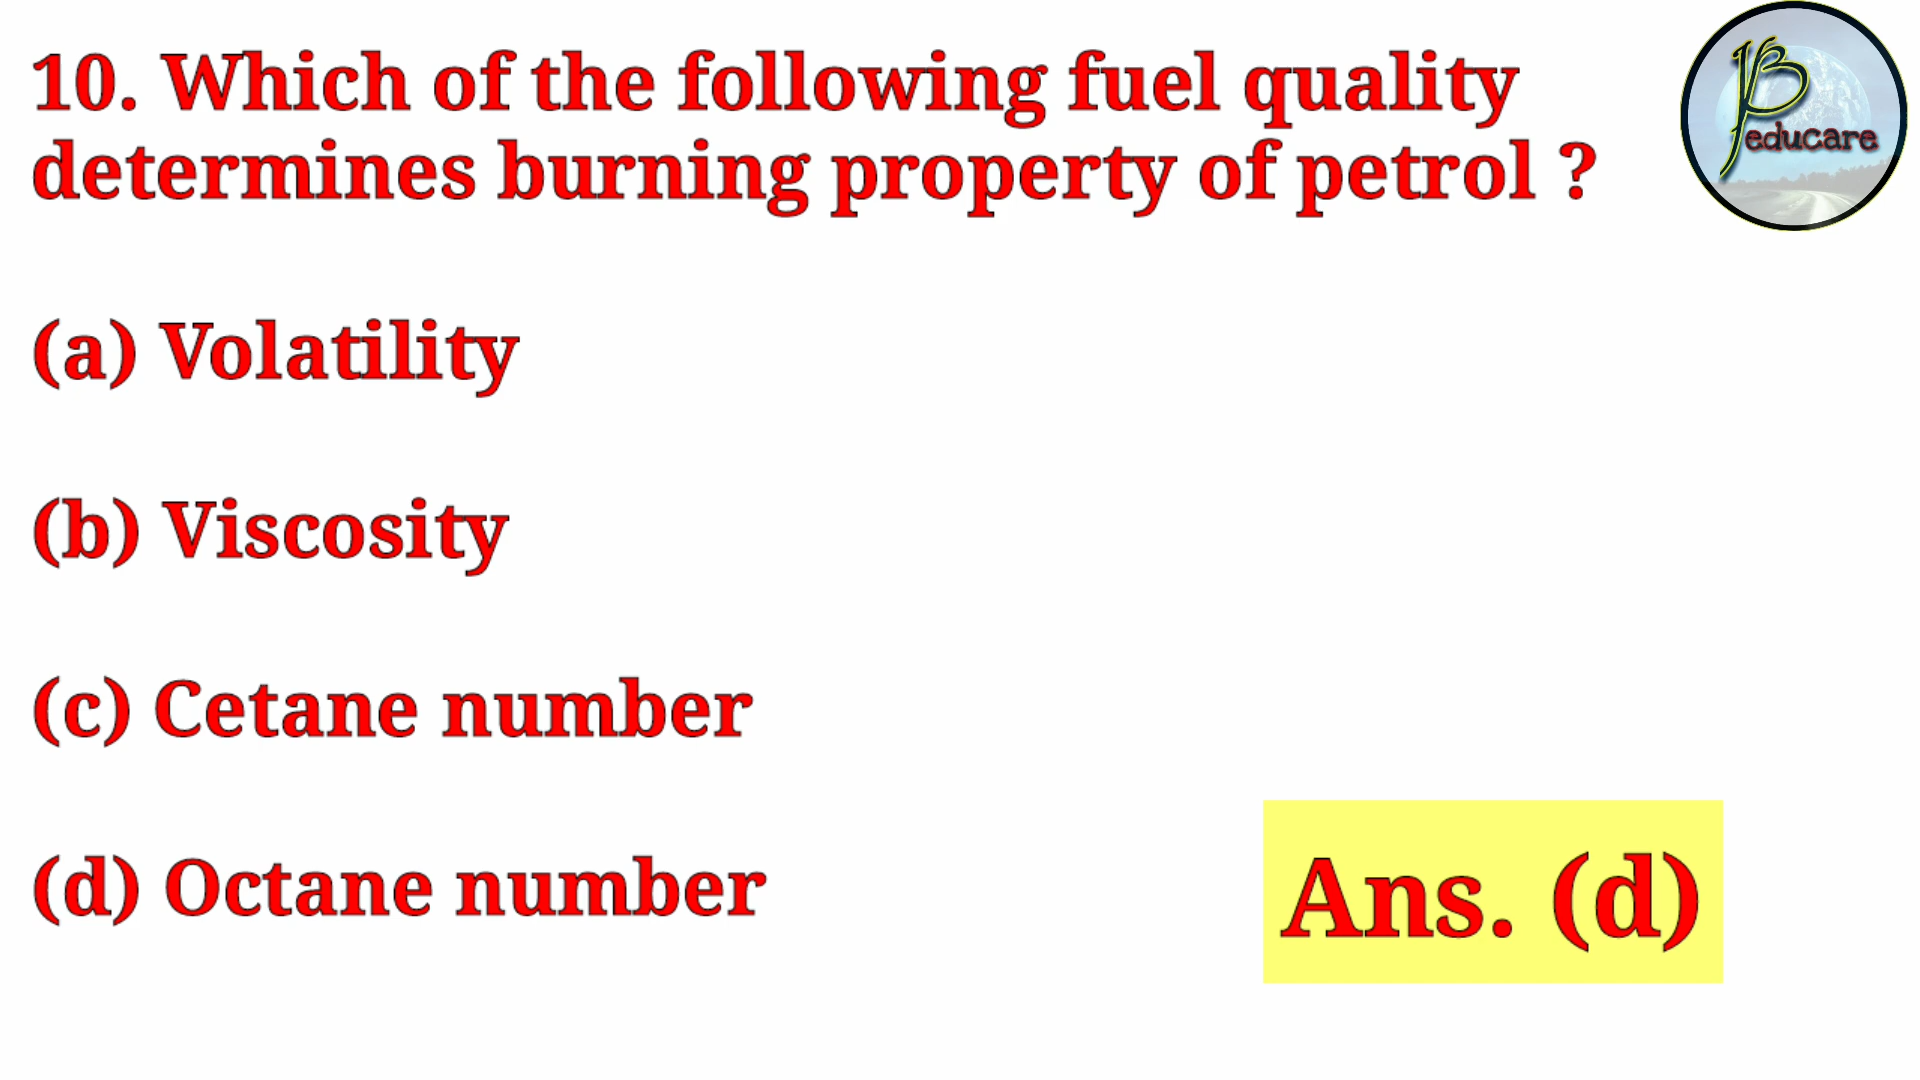 10. Which of the following fuel quality
determines burning property of petrol ?
(a) Volatility
(b) Viscosity
(c) Cetane number
(d) Octane number
Ans. (d)
educare